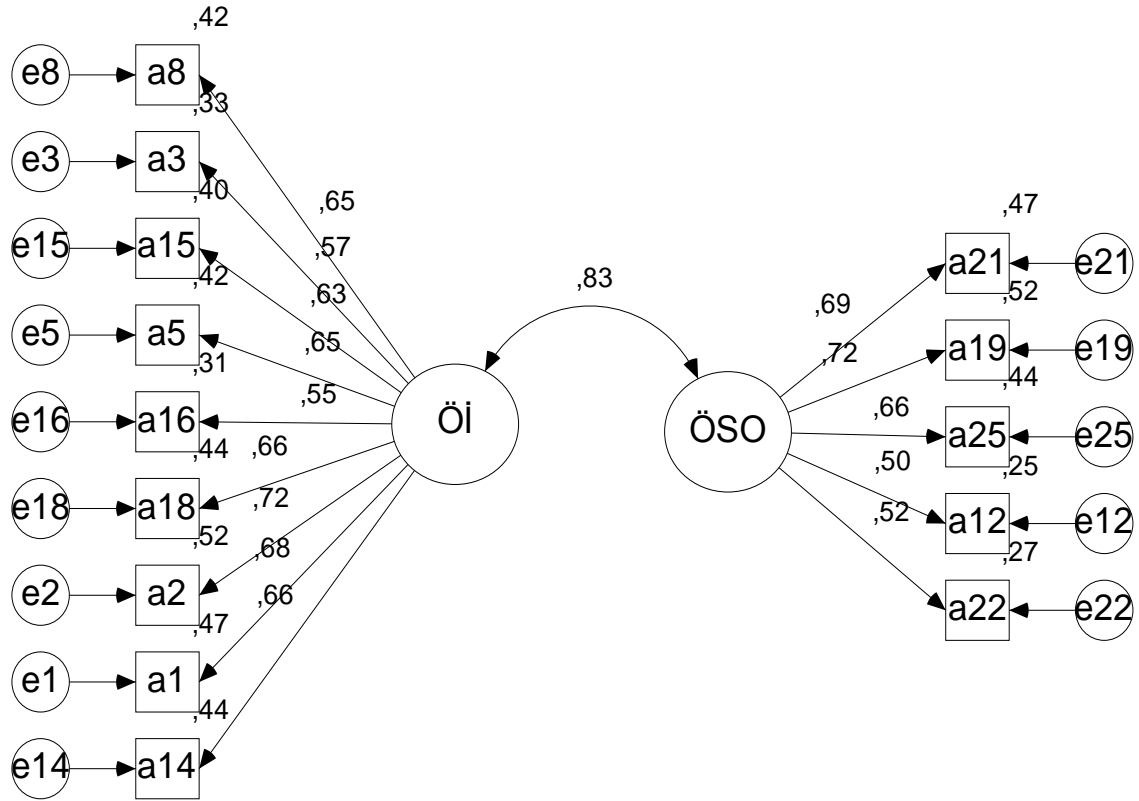 ,42
e8 a8
,33
e3 a3
,40
e15 a15
,42
e5 a5
,31
e16 a16
,44
e18 a18
,52
e2 a2
,47
e1 a1
,44
e14 a14
,65
,57
,63
,65
,55
,66
,72
,68
,66
Öİ
,83
ÖSO
,69
,72
,66
,50
,52
,47
a21 e21
,52
a19 e19
,44
a25 e25
,25
a12 e12
,27
a22 e22